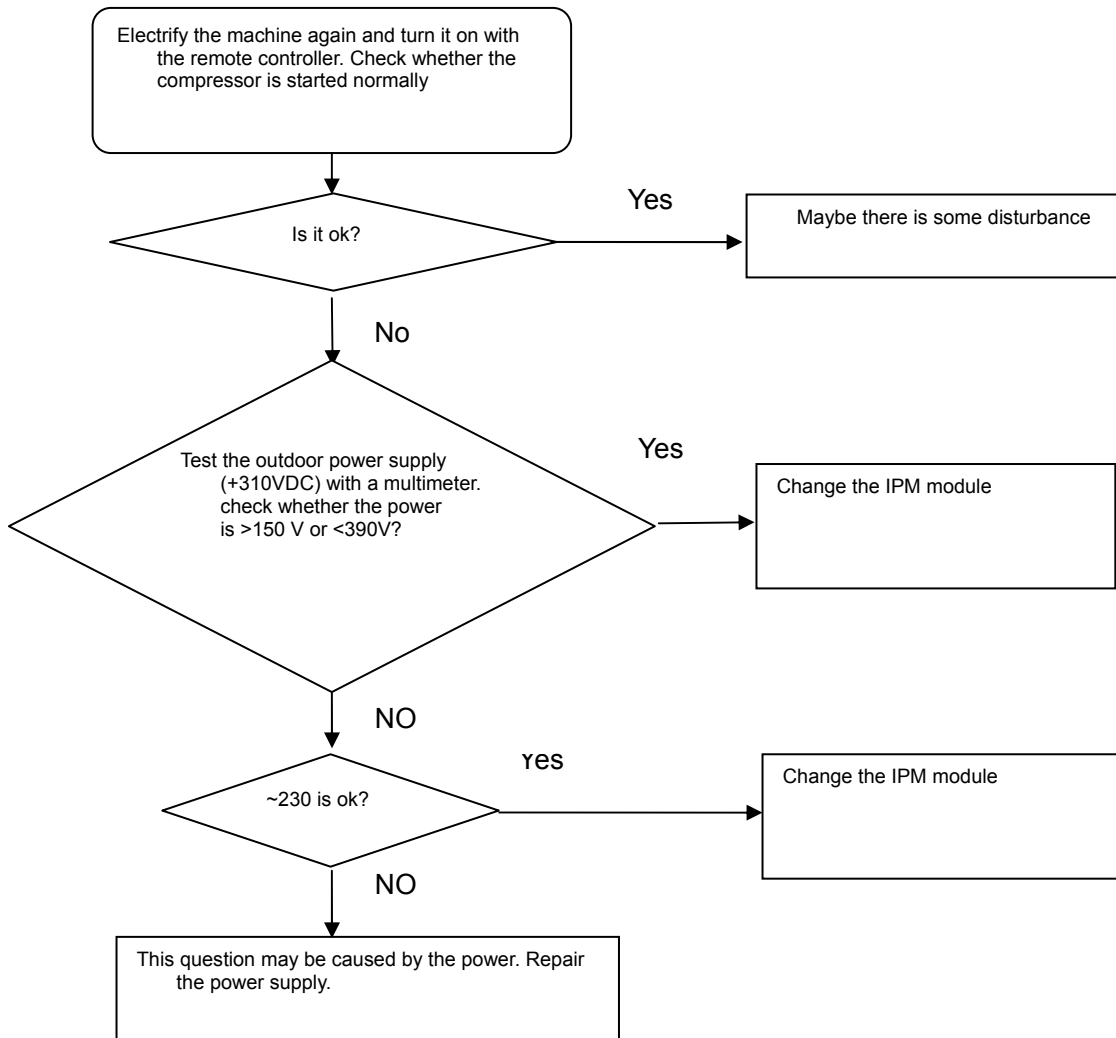 Electrify the machine again and turn it on with
the remote controller. Check whether the
compressor is started normally
Yes
Is it ok?
Maybe there is some disturbance
No
Yes
Test the outdoor power supply
(+310VDC) with a multimeter.
check whether the power
is >150 V or <390V?
Change the IPM module
NO
Yes
~230 is ok?
Change the IPM module
NO
This question may be caused by the power. Repair
the power supply.